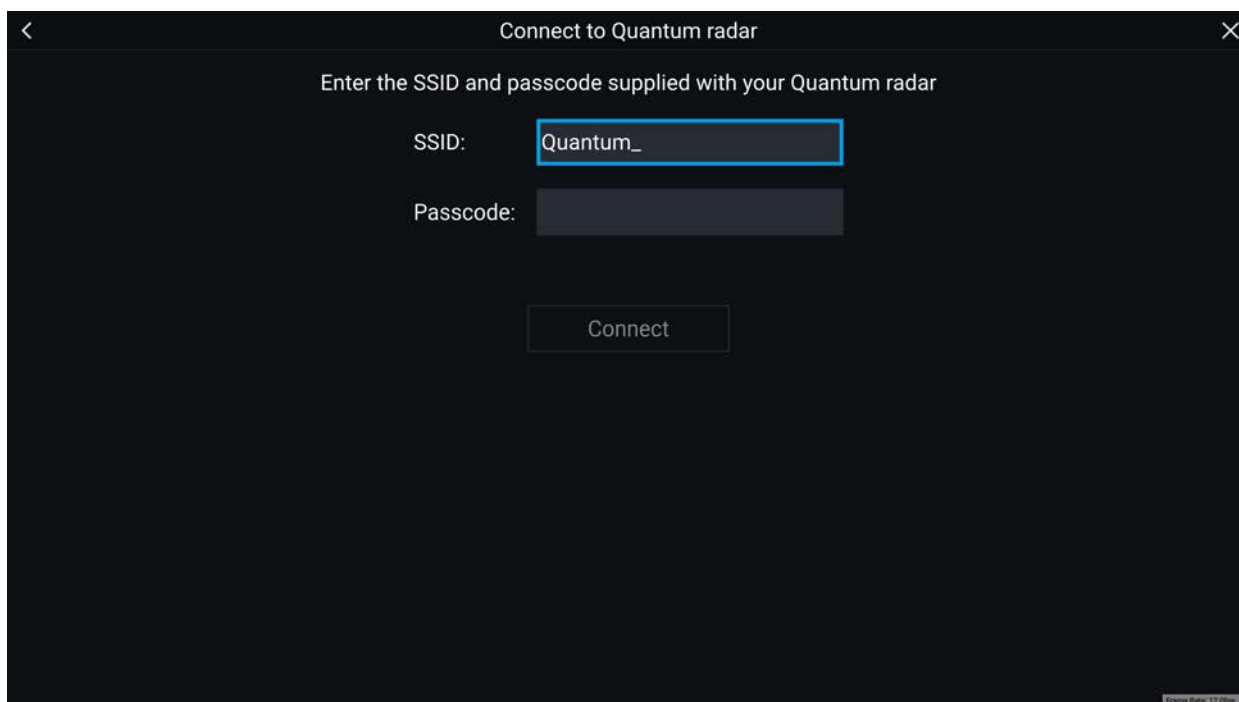 Connect to Quantum radar
Enter the SSID and passcode supplied with your Quantum radar
SSID: Quantum_
Passcode:
Connect